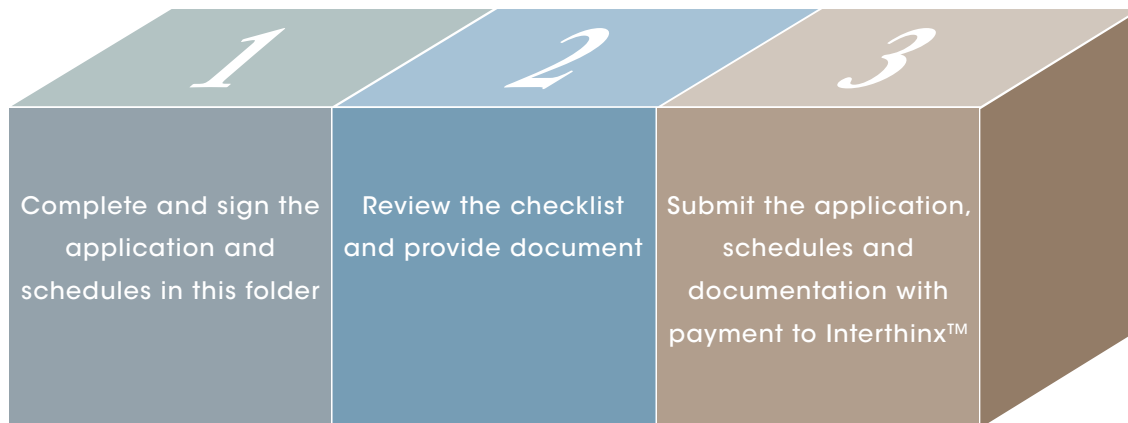 1
Complete and sign the
application and
schedules in this folder
2
Review the checklist
and provide document
3
Submit the application,
schedules and
documentation with
payment to Interthinx™